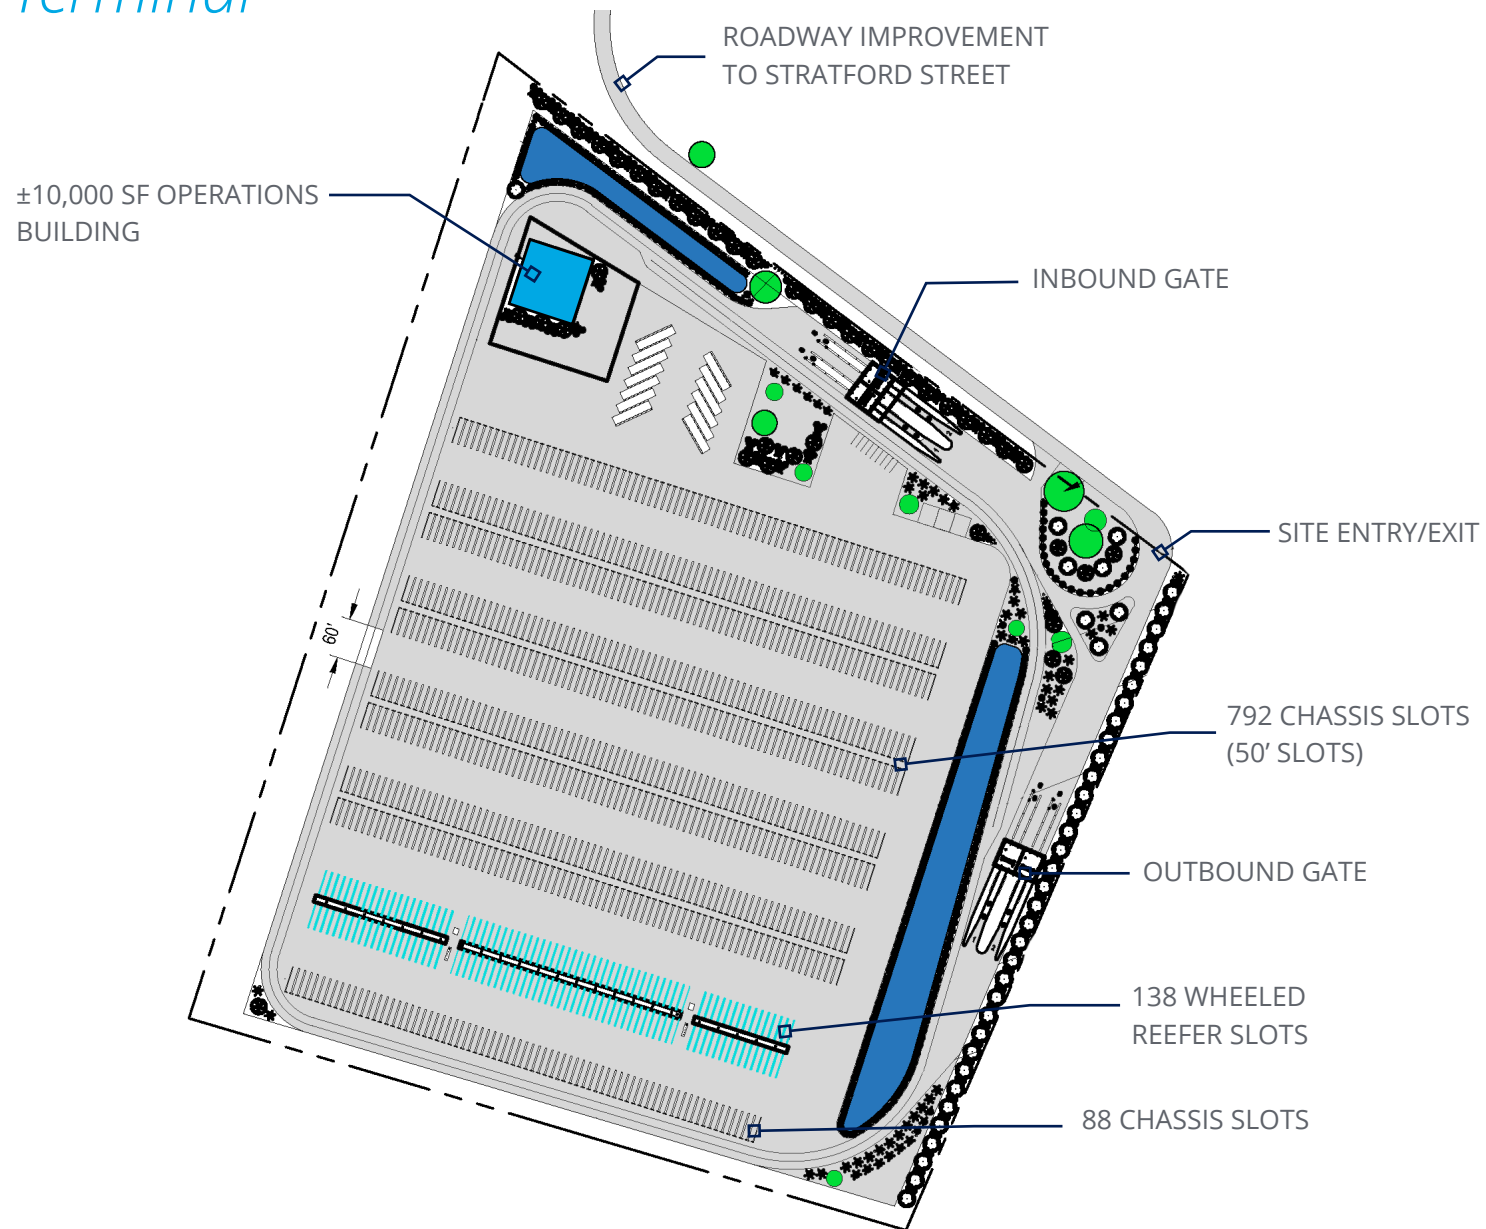 Terminal
ROADWAY IMPROVEMENT
TO STRATFORD STREET
±10,000 SF OPERATIONS
BUILDING
INBOUND GATE
SITE ENTRY/EXIT
60'
792 CHASSIS SLOTS
(50’ SLOTS)
OUTBOUND GATE
138 WHEELED
REEFER SLOTS
88 CHASSIS SLOTS